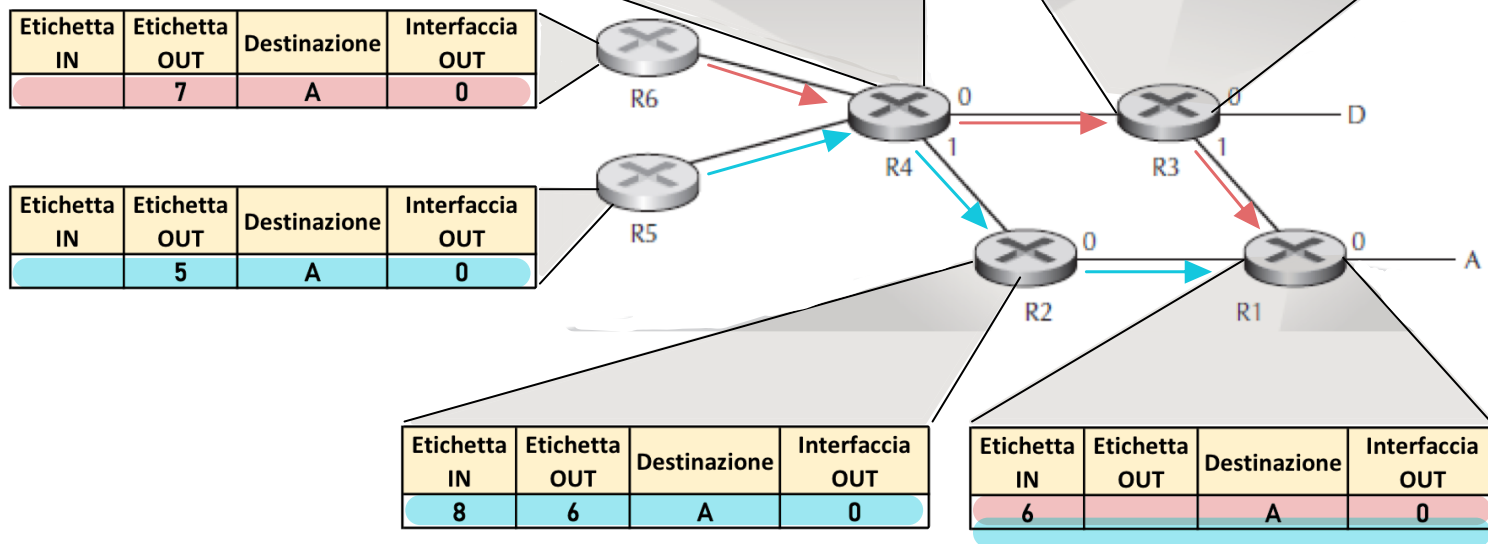 Etichetta IN Etichetta OUT Destinazione Interfaccia OUT
7 A 0
R6
0
0
D
R4
1
R3
1
Etichetta IN Etichetta OUT Destinazione Interfaccia OUT
5 A 0
R5
0
0
A
R2
R1
Etichetta IN Etichetta OUT Destinazione Interfaccia OUT
8 6 A 0
Etichetta IN Etichetta OUT Destinazione Interfaccia OUT
6 A 0